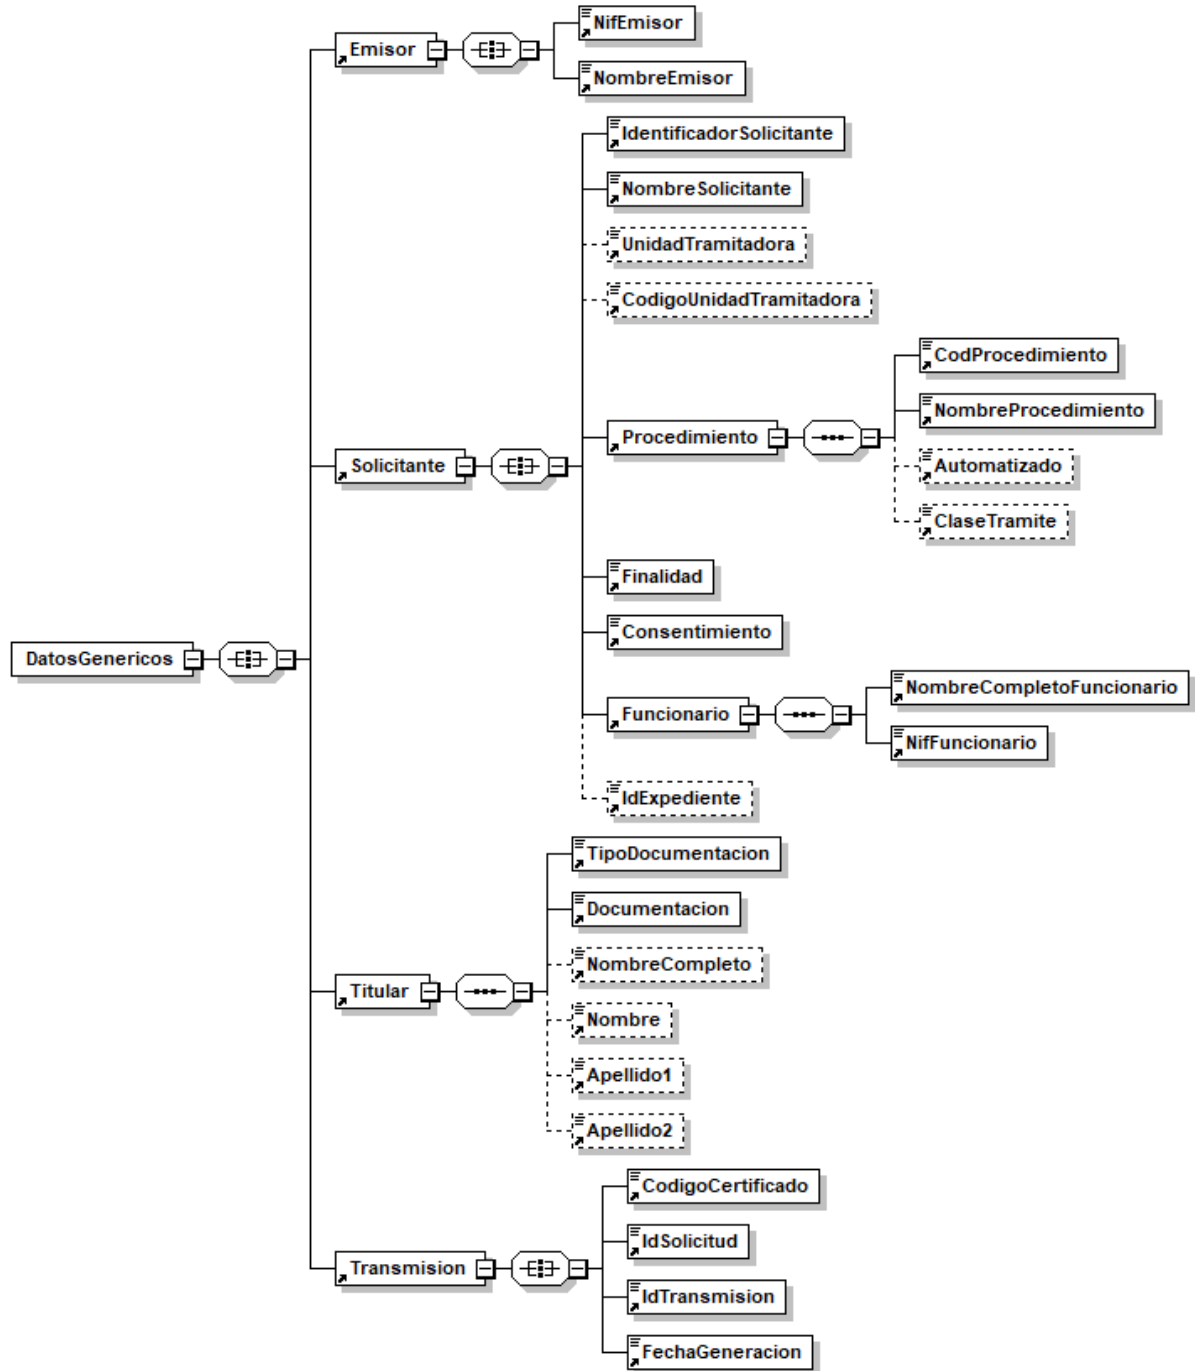 NifEmisor
Emisor
NombreEmisor
IdentificadorSolicitante
NombreSolicitante
UnidadTramitadora
CodigoUnidadTramitadora
CodProcedimiento
NombreProcedimiento
Procedimiento
Automatizado
Solicitante
ClaseTramite
Finalidad
Consentimiento
DatosGenericos
NombreCompletoFuncionario
Funcionario
NifFuncionario
IdExpediente
TipoDocumentacion
Documentacion
NombreCompleto
Titular
Nombre
Apellido1
Apellido2
CodigoCertificado
IdSolicitud
Transmision
IdTransmision
FechaGeneracion